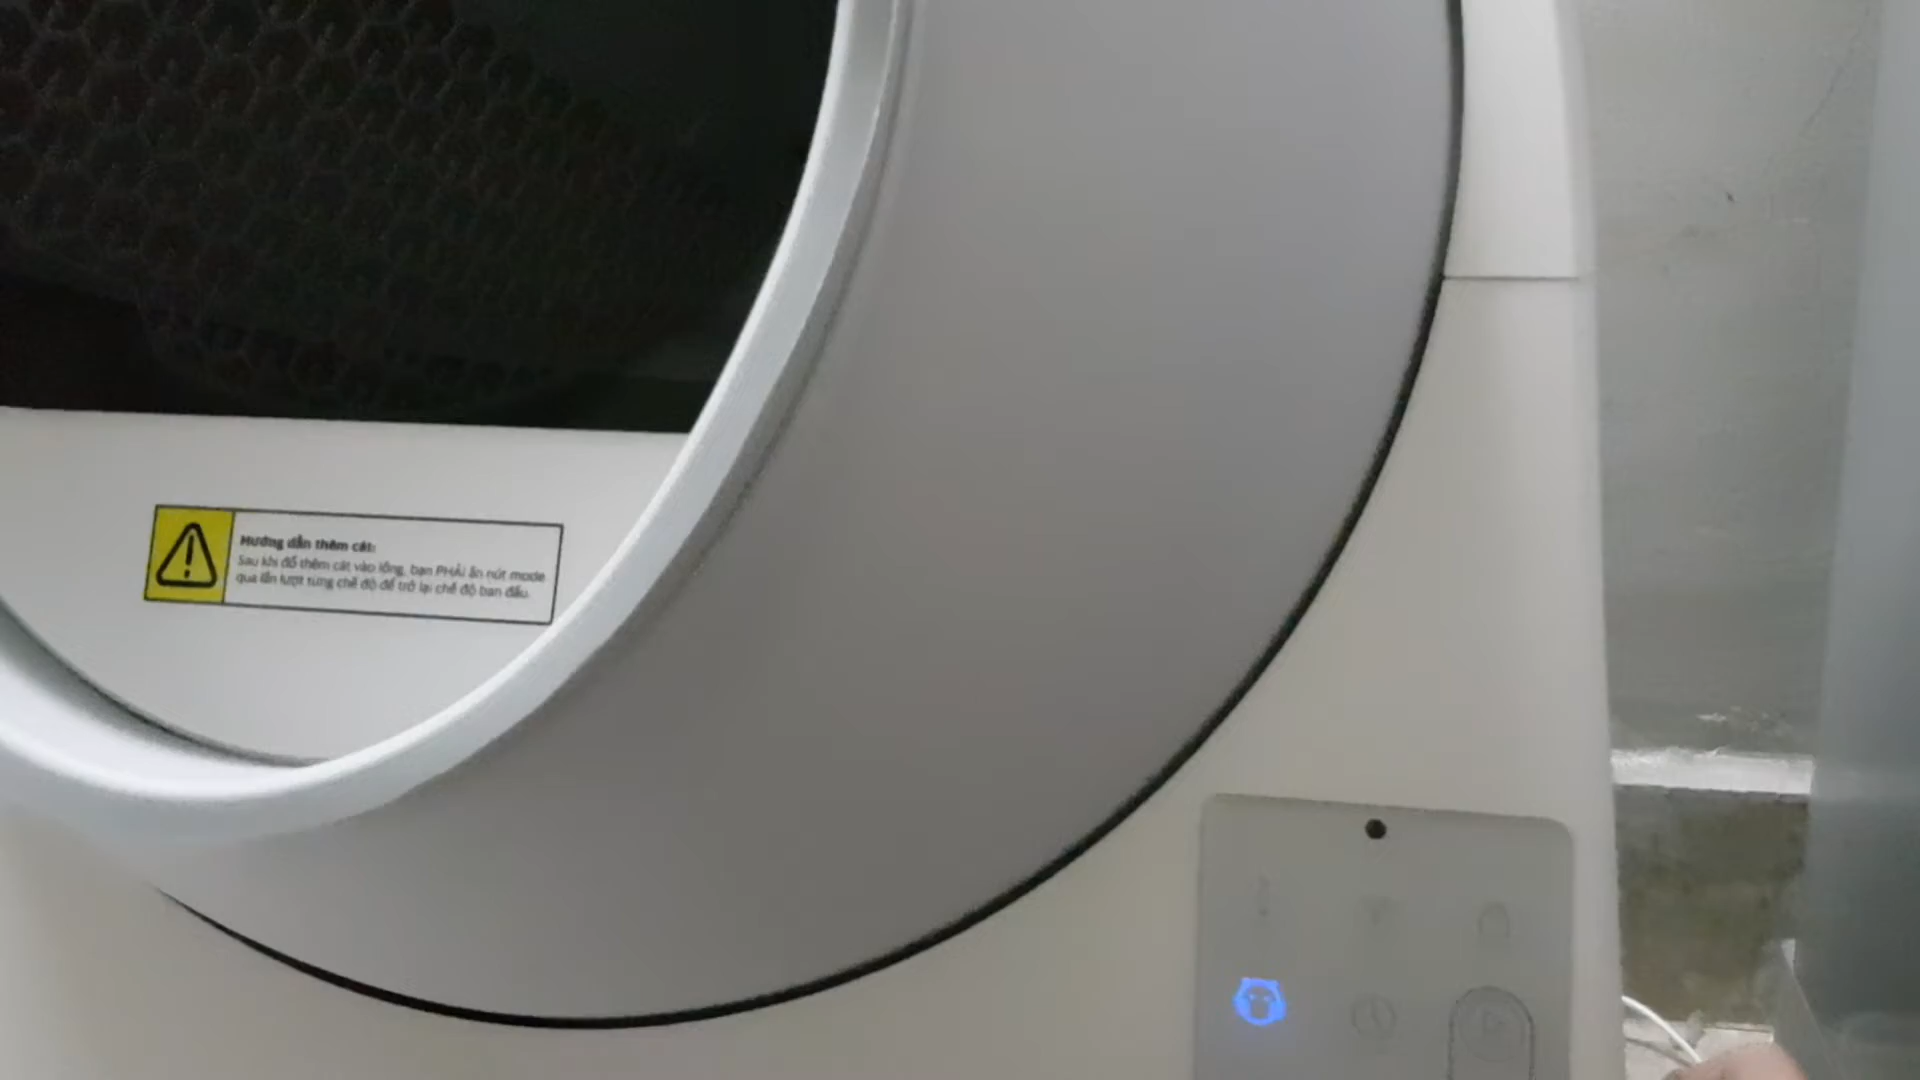 Hướng dẫn thêm cát:
Sau khi đổ thêm cát vào lồng, bạn PHẢI ấn nút mode
qua lần lượt từng chế độ để trở lại chế độ ban đầu.